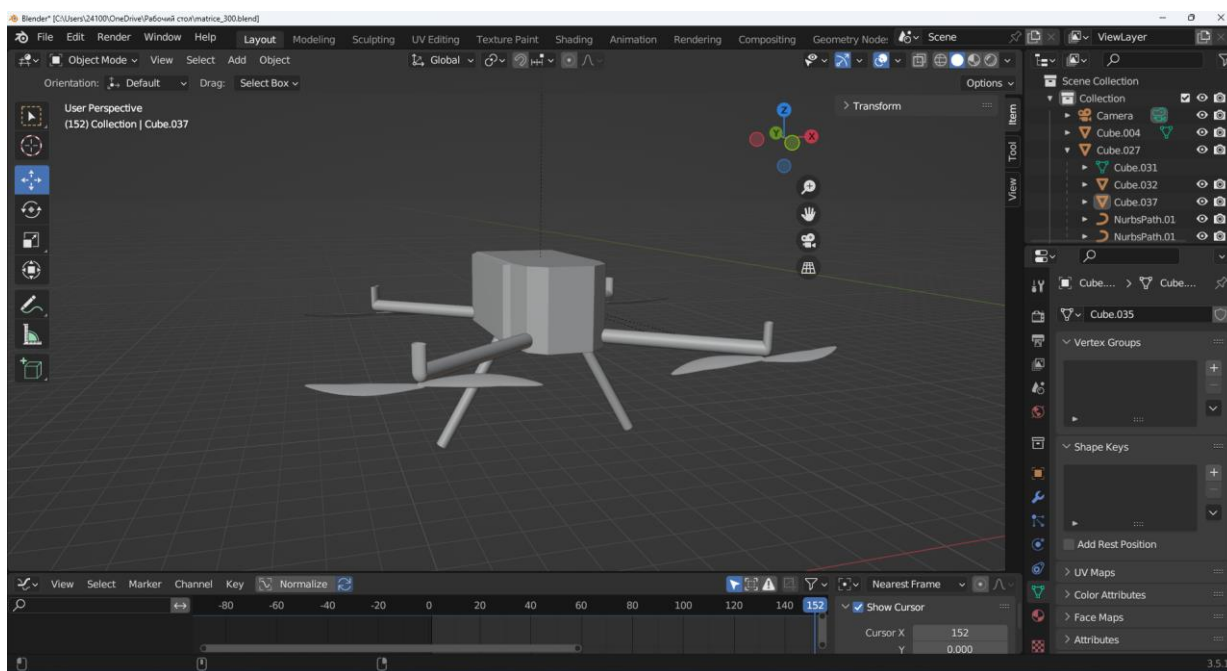 Blender* [C:\Users\24100\OneDrive\Рабочий стол\matrice_300.blend]
File Edit Render Window Help Layout Modeling Sculpting UV Editing Texture Paint Shading Animation Rendering Compositing Geometry Node: Scene ViewLayer
Object Mode View Select Add Object Global
Orientation: Default Drag: Select Box Options
User Perspective
(152) Collection | Cube.037
Transform
Z
Y
X
Item
Tool
View
Scene Collection
Collection
Camera
Cube.004
Cube.027
Cube.031
Cube.032
Cube.037
NurbsPath.01
NurbsPath.01
Cube.... > Cube....
Cube.035
Vertex Groups
Shape Keys
Add Rest Position
UV Maps
Color Attributes
Face Maps
Attributes
View Select Marker Channel Key Normalize Nearest Frame
-80 -60 -40 -20 0 20 40 60 80 100 120 140 152
Show Cursor
Cursor X 152
Y 0.000
3.5.